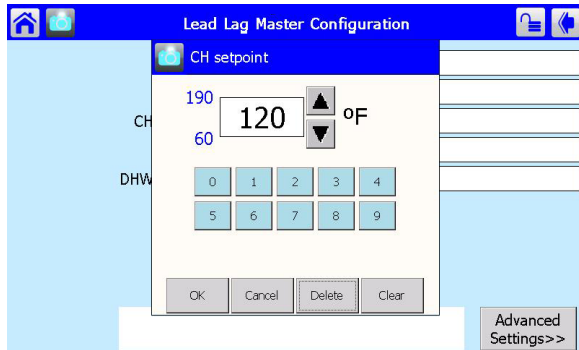 Lead Lag Master Configuration
CH setpoint
190
120
ºF
60
CH
DHW
0 1 2 3 4
5 6 7 8 9
OK Cancel Delete Clear
Advanced
Settings>>